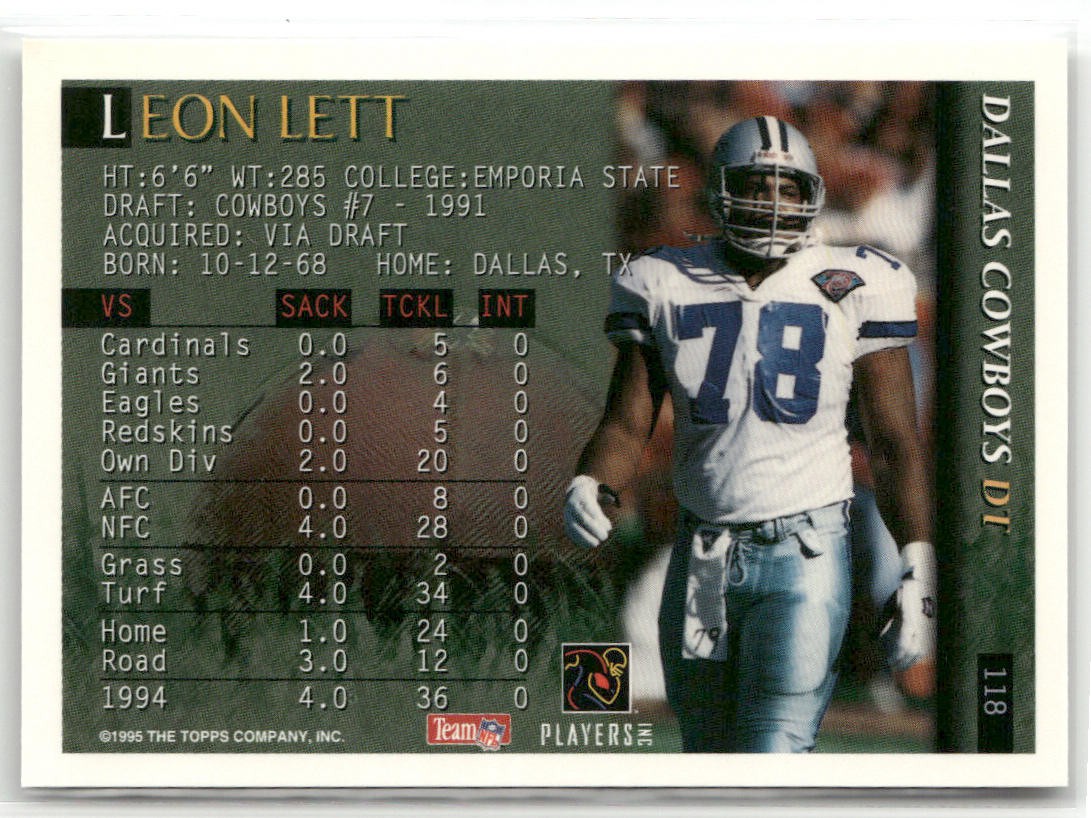 LEON LETT
HT:6'6" WT:285 COLLEGE:EMPORIA STATE
DRAFT: COWBOYS #7 - 1991
ACQUIRED: VIA DRAFT
BORN: 10-12-68 HOME: DALLAS, TX
VS SACK TCKL INT
Cardinals 0.0 5 0
Giants 2.0 6 0
Eagles 0.0 4 0
Redskins 0.0 5 0
Own Div 2.0 20 0
AFC 0.0 8 0
NFC 4.0 28 0
Grass 0.0 2 0
Turf 4.0 34 0
Home 1.0 24 0
Road 3.0 12 0
1994 4.0 36 0
©1995 THE TOPPS COMPANY, INC.
Team NFL
PLAYERS INC
78
78
79
DALLAS COWBOYS DT
118